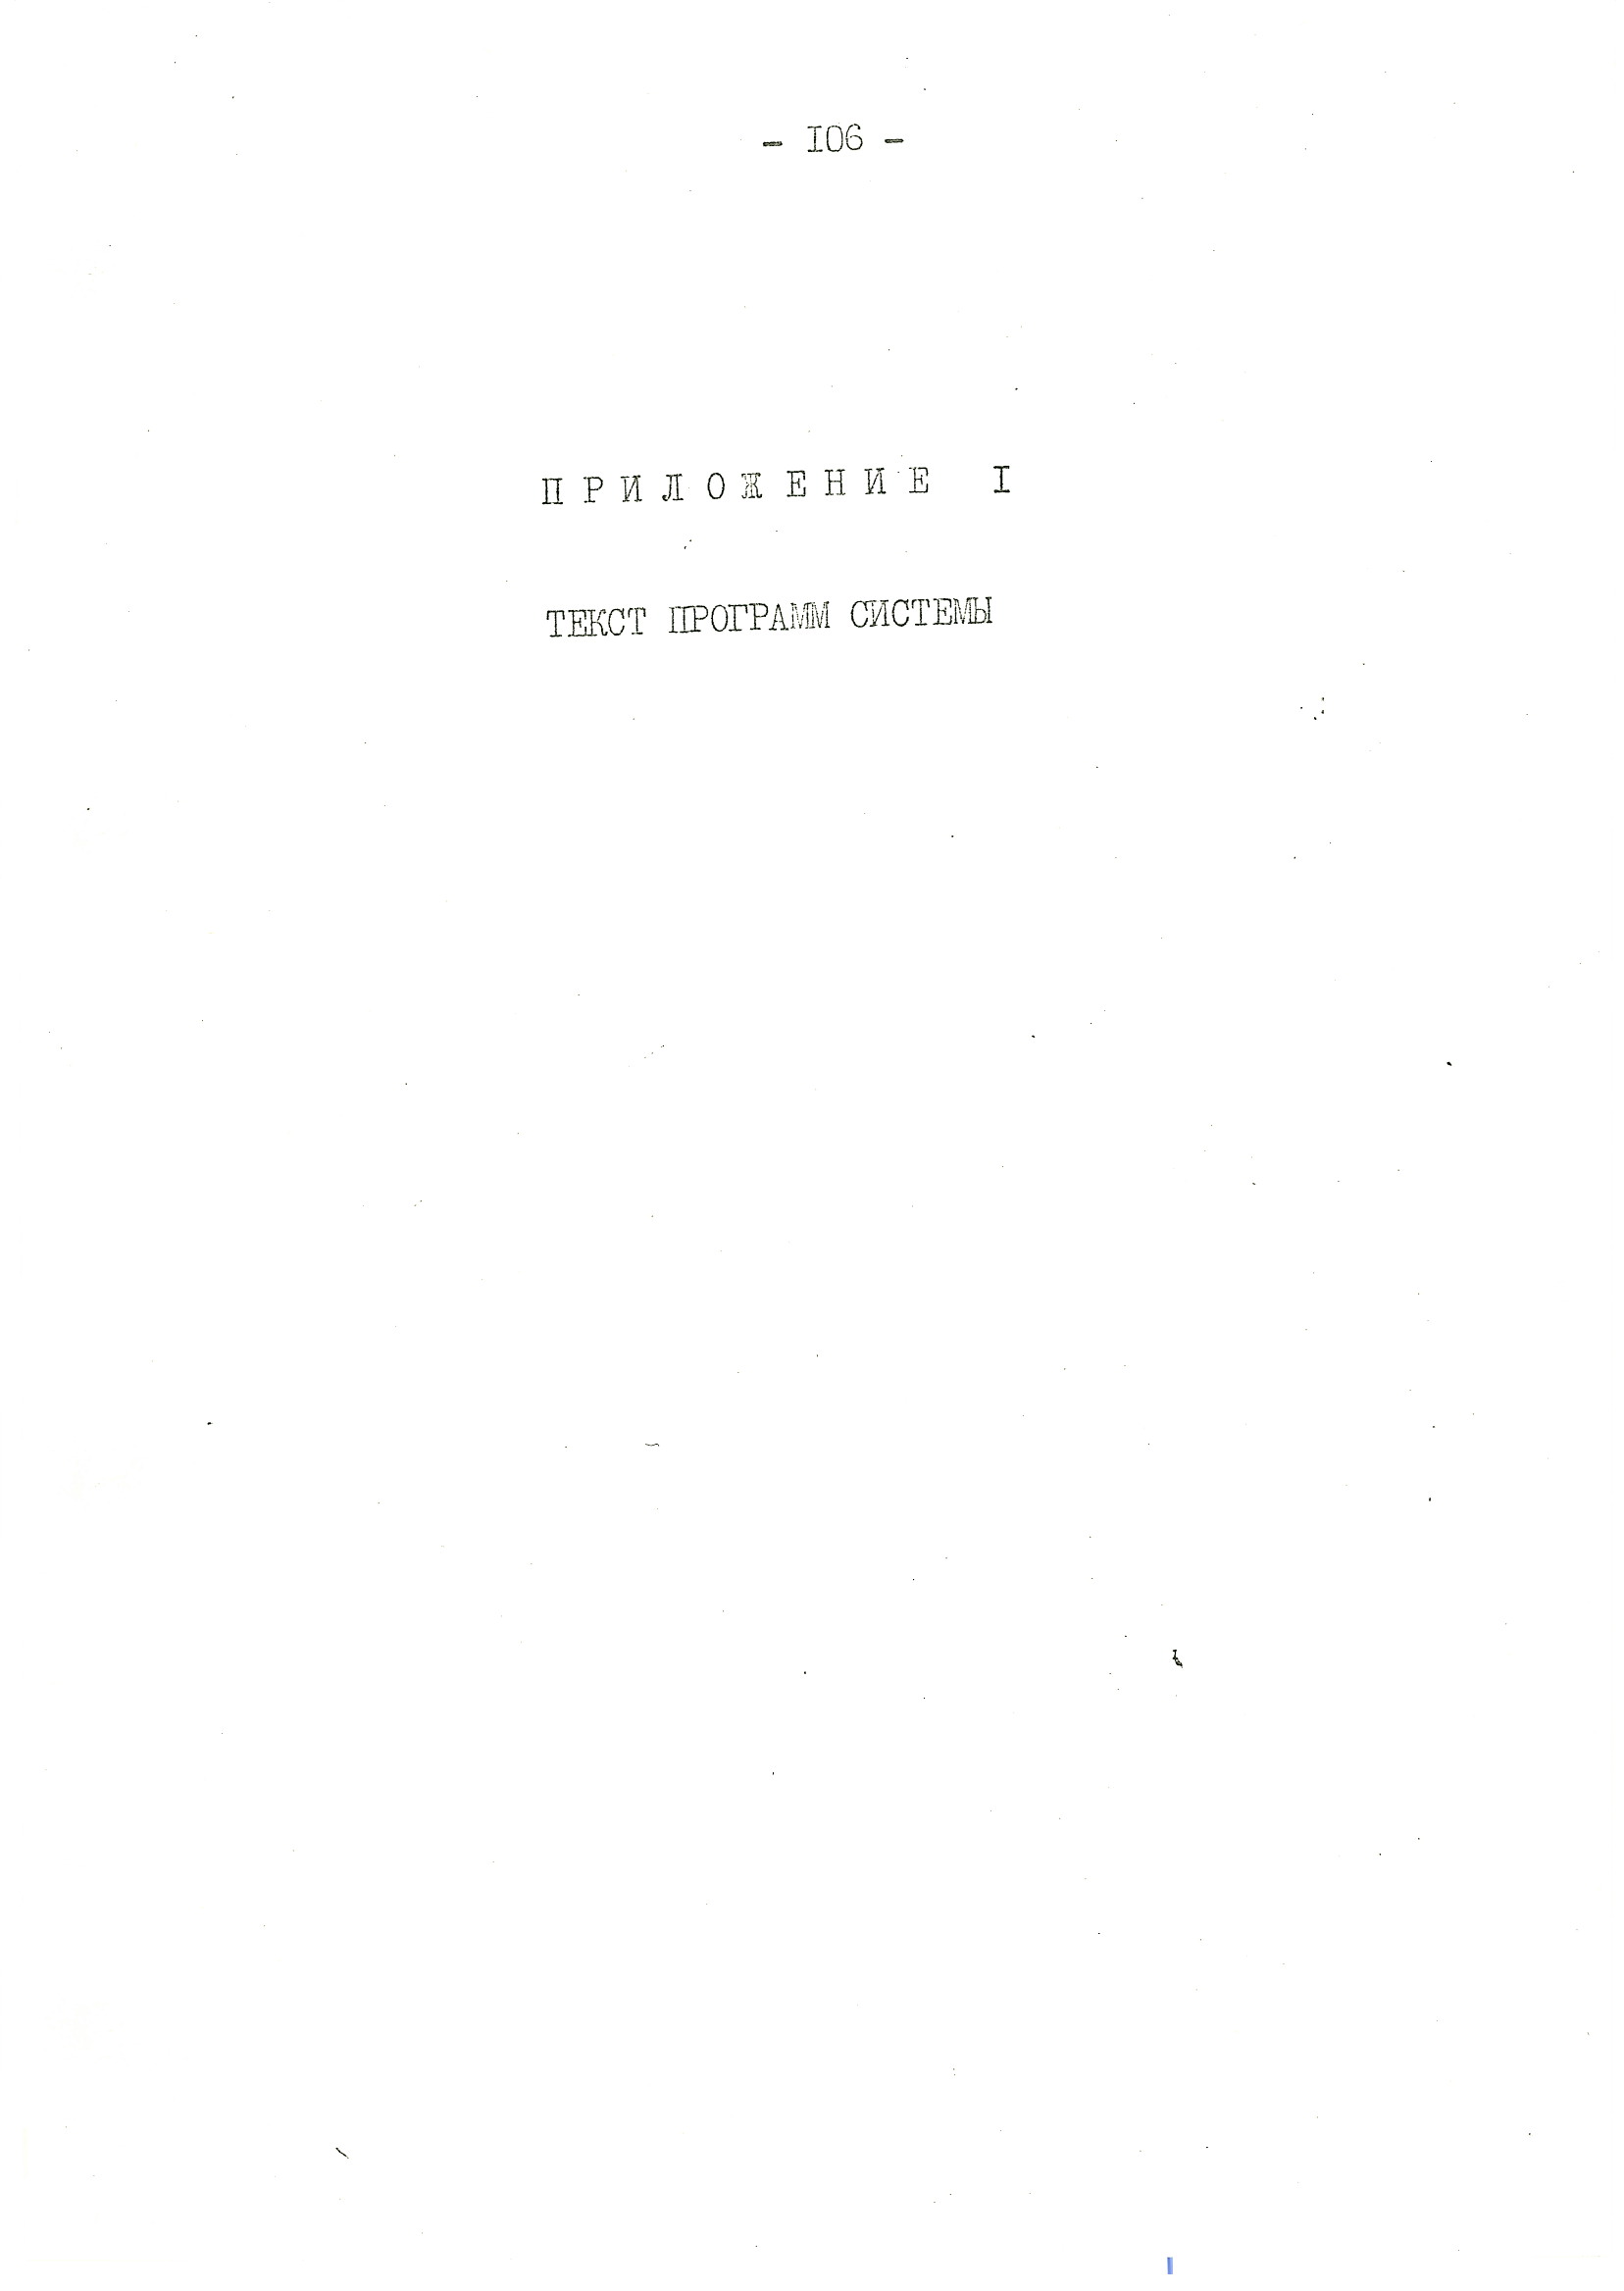 - I06 -
П Р И Л О Ж Е Н И Е I
ТЕКСТ ПРОГРАММ СИСТЕМЫ